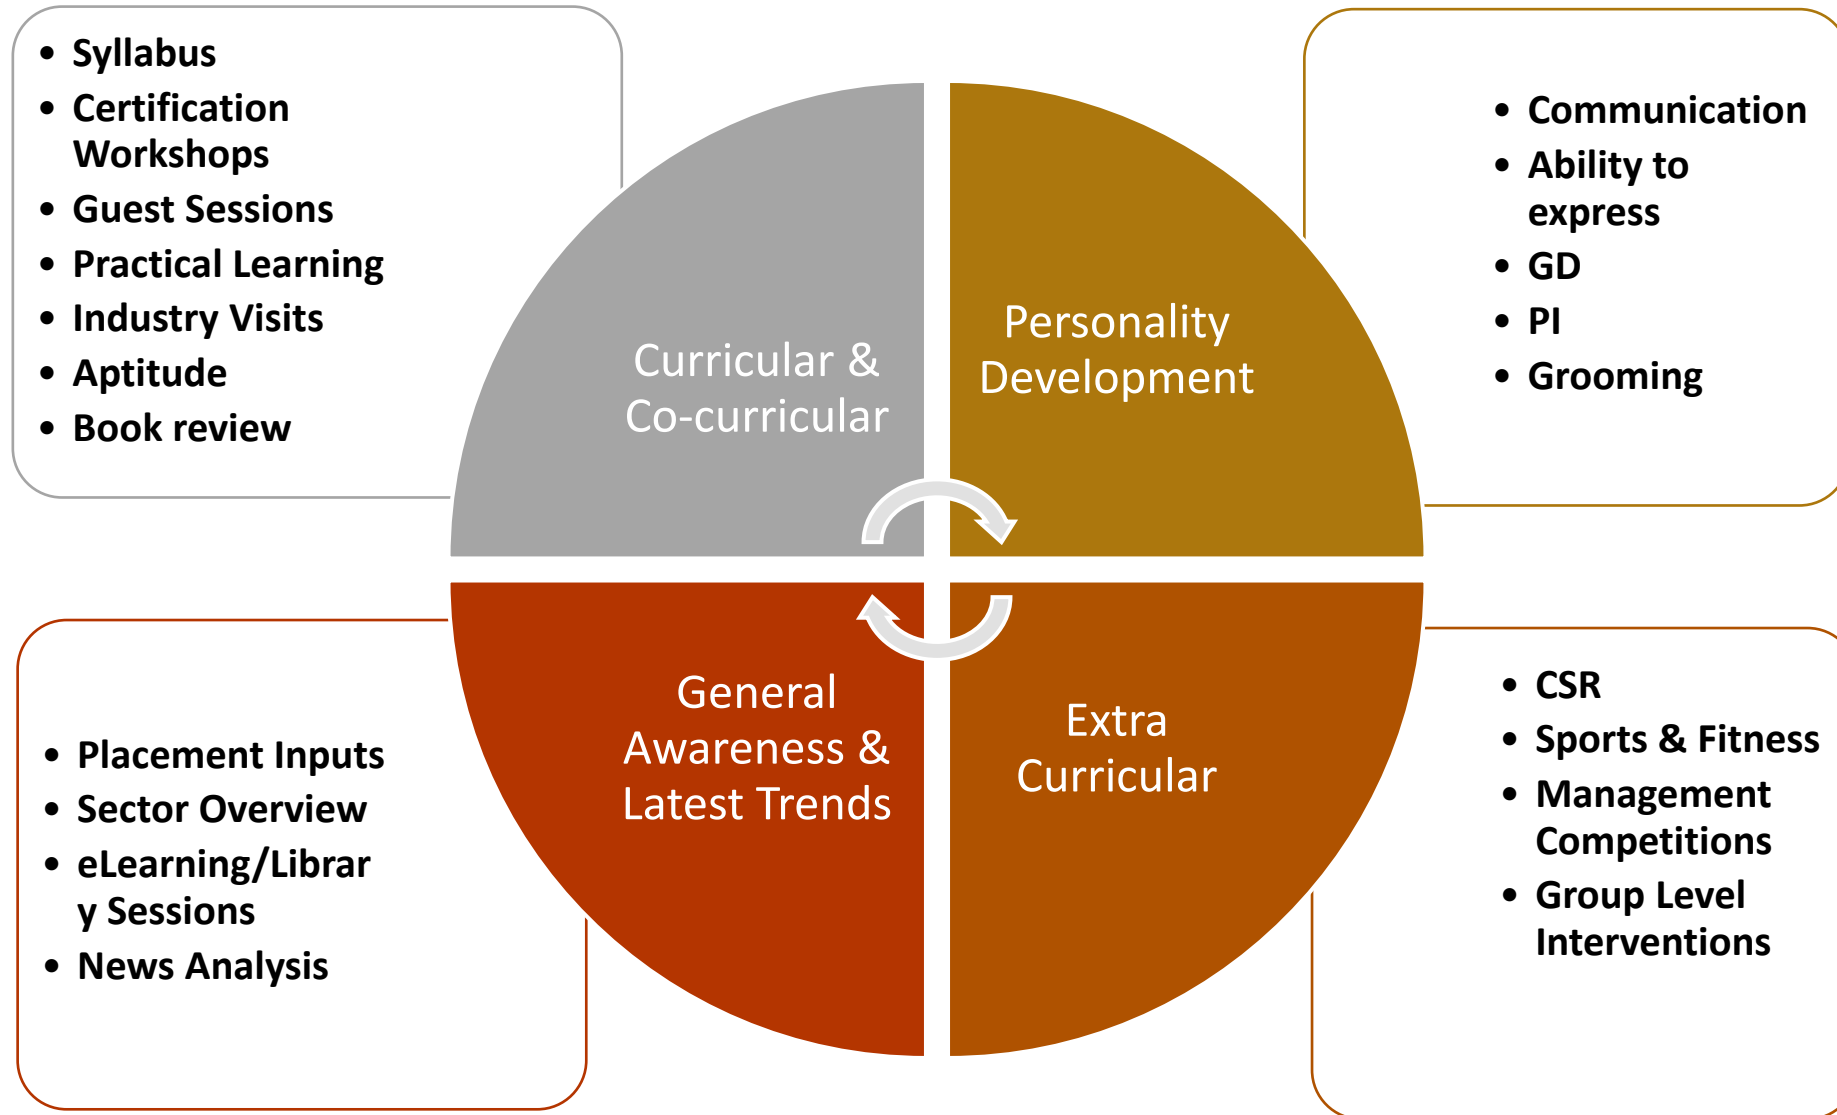 • Syllabus
• Certification
Workshops
• Guest Sessions
• Practical Learning
• Industry Visits
• Aptitude
• Book review
Curricular &
Co-curricular
Personality
Development
• Communication
• Ability to
express
• GD
• PI
• Grooming
• Placement Inputs
• Sector Overview
• eLearning/Librar
y Sessions
• News Analysis
General
Awareness &
Latest Trends
Extra
Curricular
• CSR
• Sports & Fitness
• Management
Competitions
• Group Level
Interventions